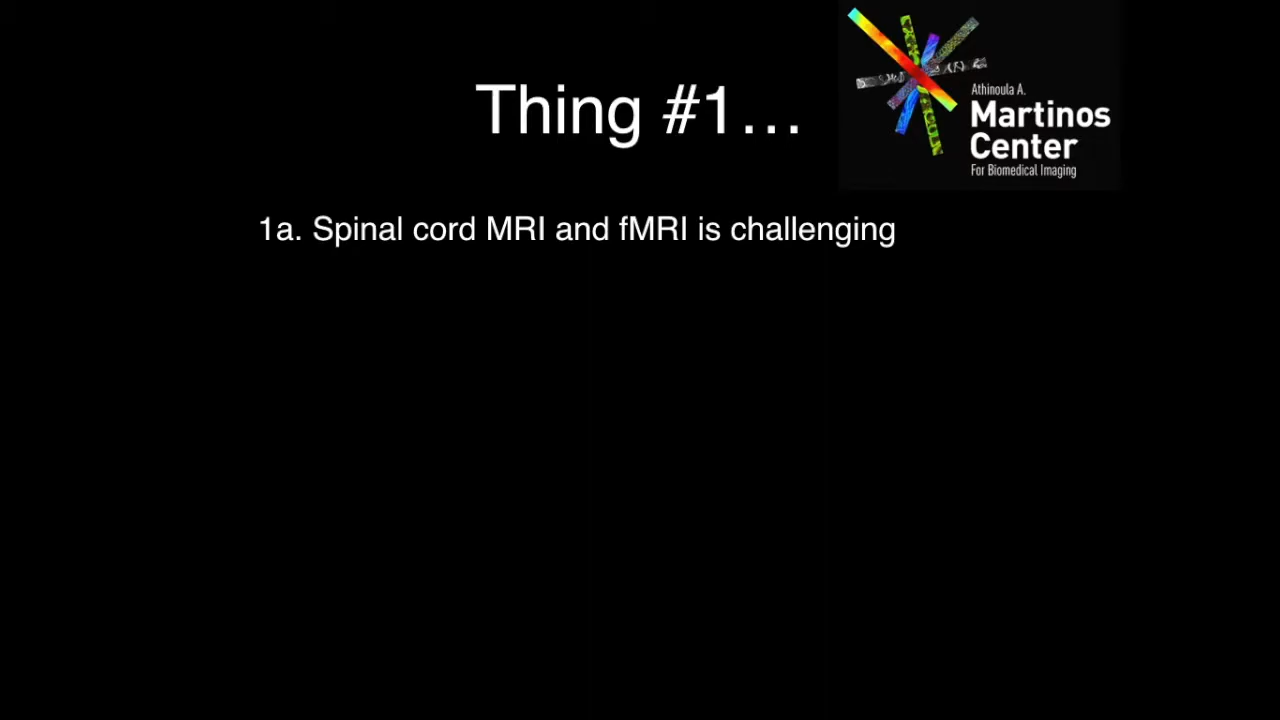 Thing #1...
Athinoula A.
Martinos
Center
For Biomedical Imaging
1a. Spinal cord MRI and fMRI is challenging